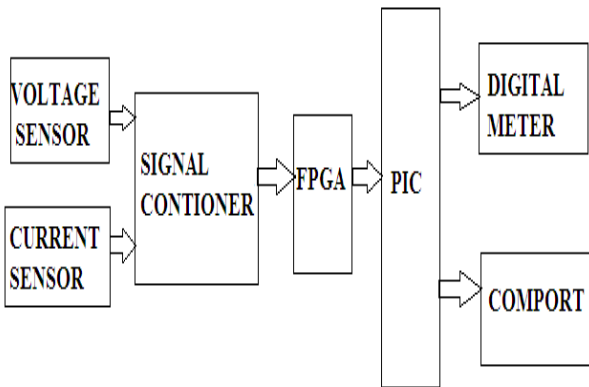 VOLTAGE
SENSOR
CURRENT
SENSOR
SIGNAL
CONTIONER
FPGA
PIC
DIGITAL
METER
COMPORT